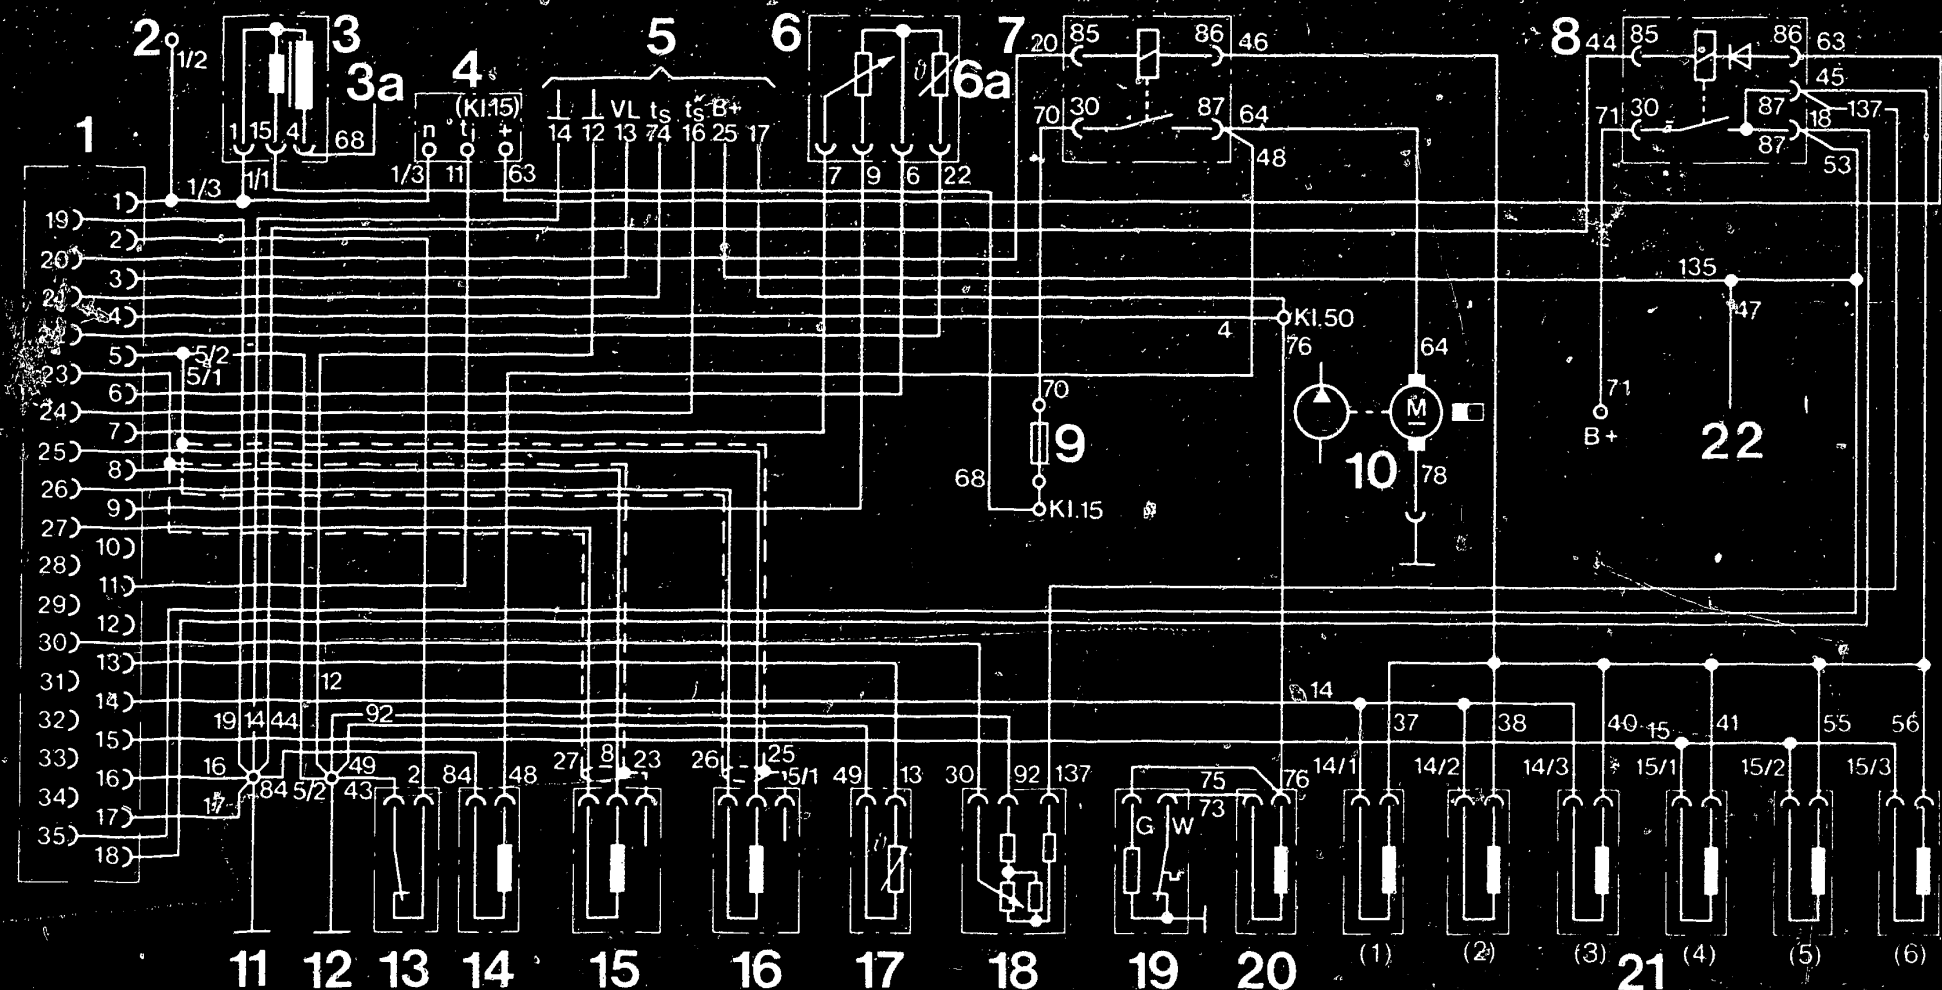 2
1/2
3
3a
1 15 4
68
4
(Kl.15)
n ti +
1/3 11 63
5
⊥ ⊥ VL ts ts B+
14 12 13 74 16 25 17
6
6a
ϑ
7 9 6 22
7
20 85 86 46
70 30 87 64
48
8
44 85 86 63
45
137
71 30 87 18
87
53
1
1/3 1/1
1
19
2
20
3
4
5
23
6
24
7
25
8
26
9
27
10
28
11
29
12
30
13
31
14
32
15
33
16
34
17
35
18
5/2
5/1
135
47
22
4
Kl.50
76
64
M
10
78
70
9
68
Kl.15
71
B+
12
19 14 44
92
16
17
84 5/2
49
43
2 84 48
27 8 23
26 25
5/1
49 13
30 92 137
75
73
76
G W
ϑ
14
37 38 40 15 41 55 56
14/1 14/2 14/3 15/1 15/2 15/3
(1) (2) (3) (4) (5) (6)
11 12 13 14 15 16 17 18 19 20 21